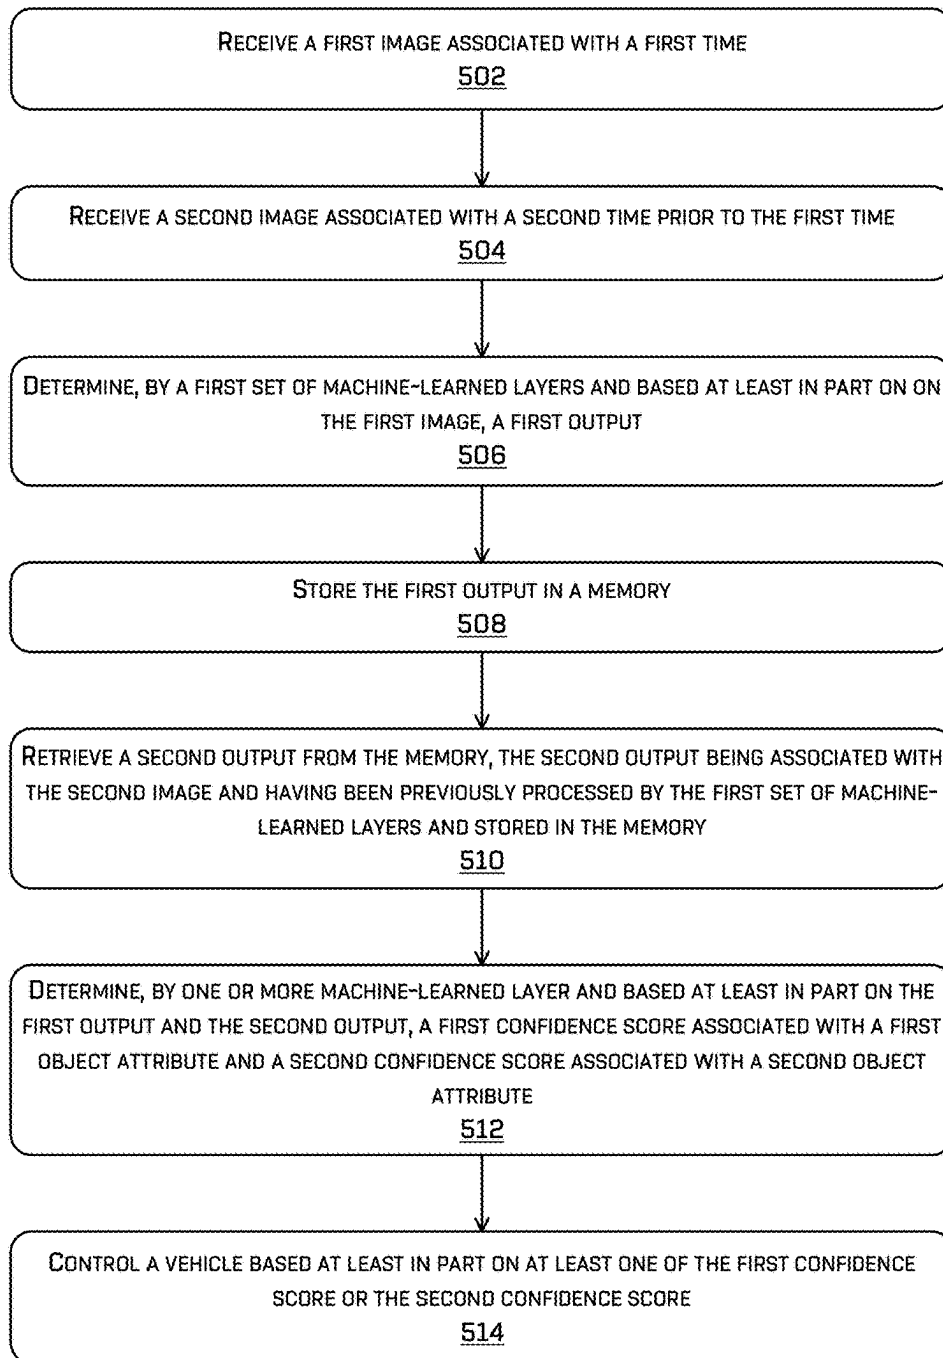 RECEIVE A FIRST IMAGE ASSOCIATED WITH A FIRST TIME
502
RECEIVE A SECOND IMAGE ASSOCIATED WITH A SECOND TIME PRIOR TO THE FIRST TIME
504
DETERMINE, BY A FIRST SET OF MACHINE-LEARNED LAYERS AND BASED AT LEAST IN PART ON ON
THE FIRST IMAGE, A FIRST OUTPUT
506
STORE THE FIRST OUTPUT IN A MEMORY
508
RETRIEVE A SECOND OUTPUT FROM THE MEMORY, THE SECOND OUTPUT BEING ASSOCIATED WITH
THE SECOND IMAGE AND HAVING BEEN PREVIOUSLY PROCESSED BY THE FIRST SET OF MACHINE-
LEARNED LAYERS AND STORED IN THE MEMORY
510
DETERMINE, BY ONE OR MORE MACHINE-LEARNED LAYER AND BASED AT LEAST IN PART ON THE
FIRST OUTPUT AND THE SECOND OUTPUT, A FIRST CONFIDENCE SCORE ASSOCIATED WITH A FIRST
OBJECT ATTRIBUTE AND A SECOND CONFIDENCE SCORE ASSOCIATED WITH A SECOND OBJECT
ATTRIBUTE
512
CONTROL A VEHICLE BASED AT LEAST IN PART ON AT LEAST ONE OF THE FIRST CONFIDENCE
SCORE OR THE SECOND CONFIDENCE SCORE
514